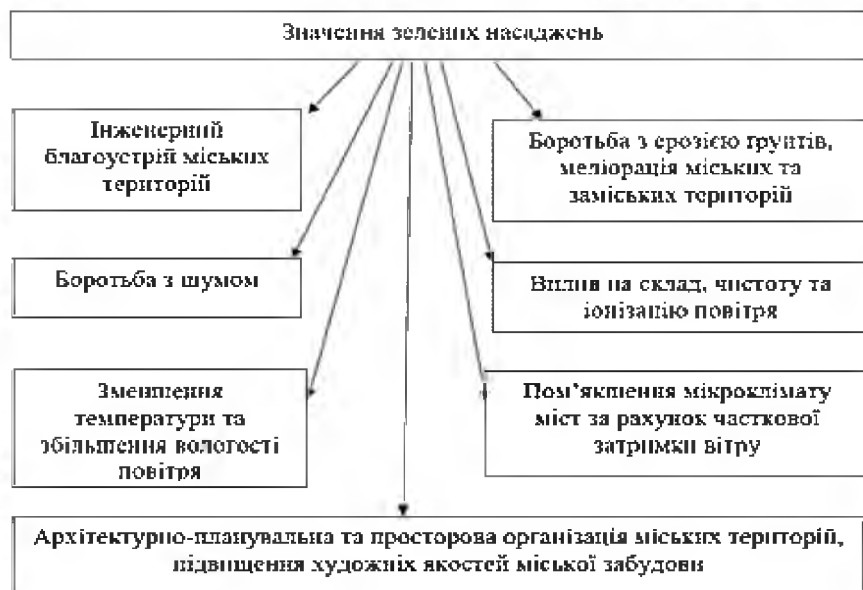 Значення зелених насаджень
Інженерний
благоустрій міських
територій
Боротьба з ерозією ґрунтів,
меліорація міських та
заміських територій
Боротьба з шумом
Вплив на склад, чистоту та
іонізацію повітря
Зменшення
температури та
збільшення вологості
повітря
Пом’якшення мікроклімату
міст за рахунок часткової
затримки вітру
Архітектурно-планувальна та просторова організація міських територій,
підвищення художніх якостей міської забудови